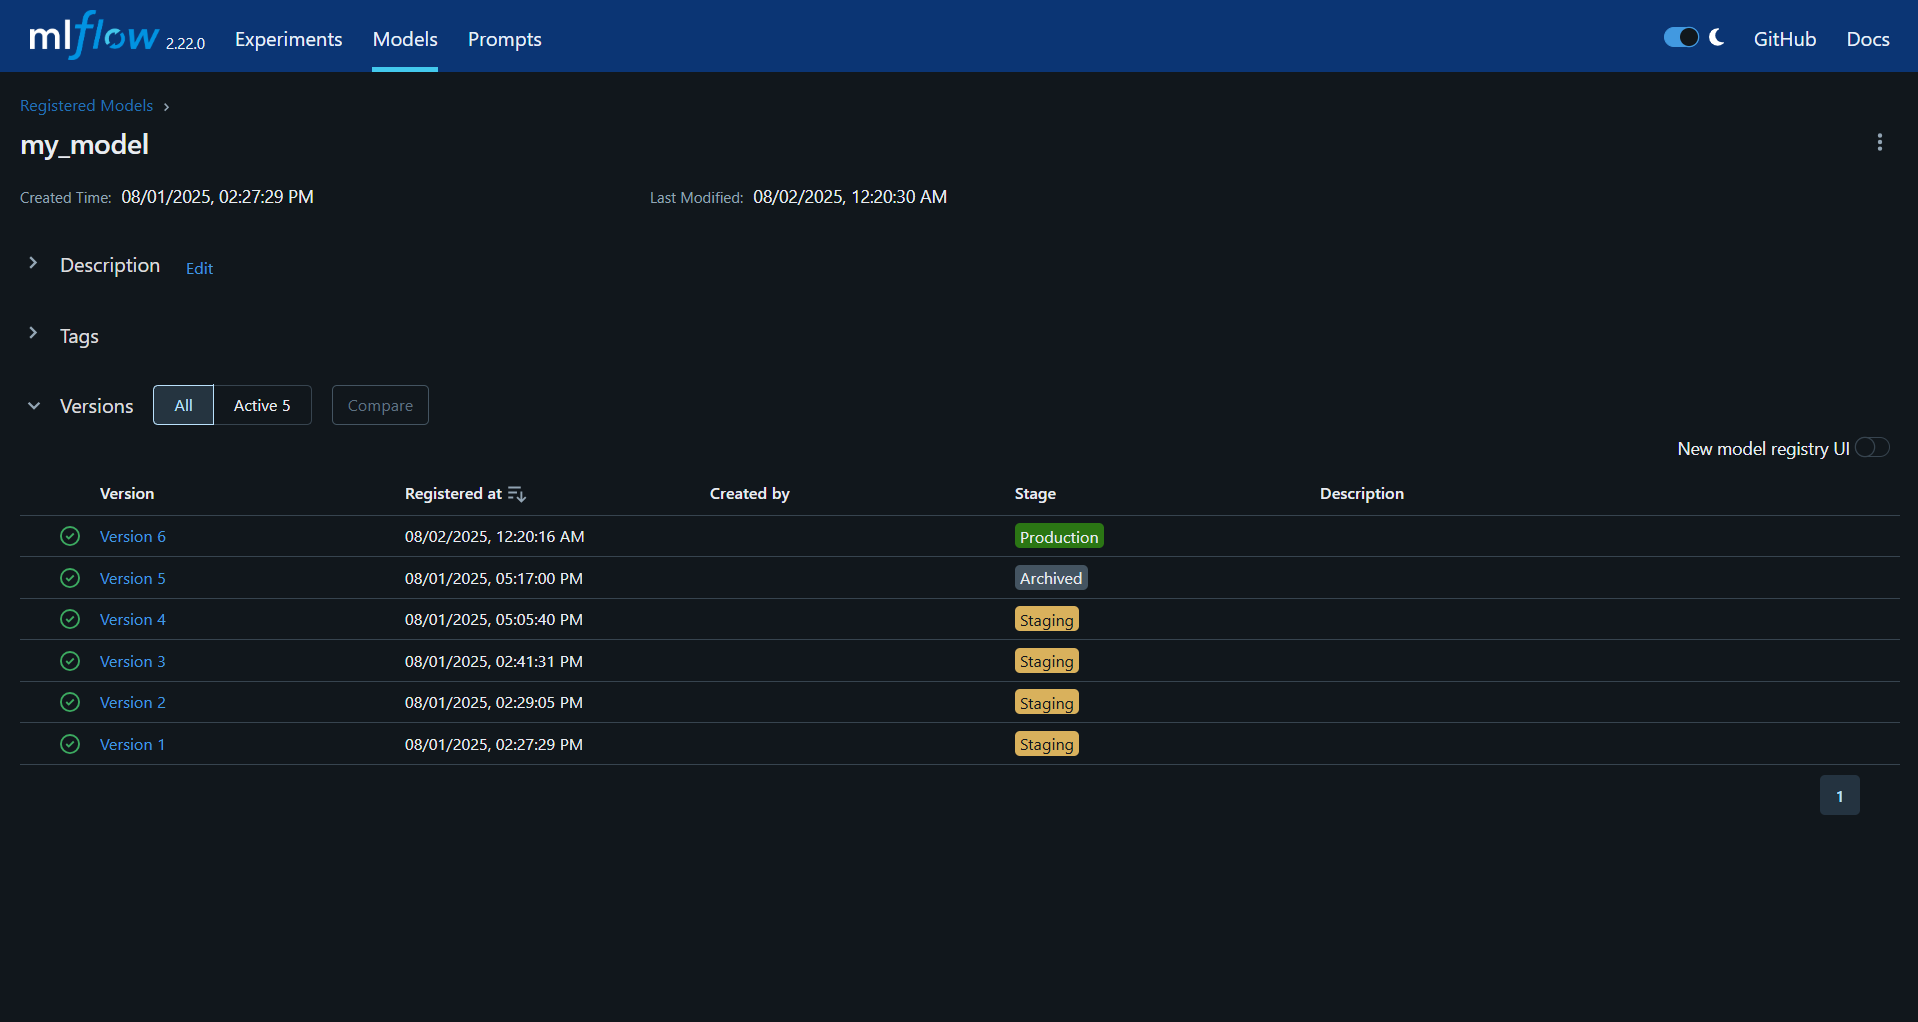 mlflow 2.22.0 Experiments Models Prompts GitHub Docs
Registered Models
my_model
Created Time: 08/01/2025, 02:27:29 PM Last Modified: 08/02/2025, 12:20:30 AM
Description Edit
Tags
Versions All Active 5 Compare
New model registry UI
Version Registered at Created by Stage Description
Version 6 08/02/2025, 12:20:16 AM Production
Version 5 08/01/2025, 05:17:00 PM Archived
Version 4 08/01/2025, 05:05:40 PM Staging
Version 3 08/01/2025, 02:41:31 PM Staging
Version 2 08/01/2025, 02:29:05 PM Staging
Version 1 08/01/2025, 02:27:29 PM Staging
1